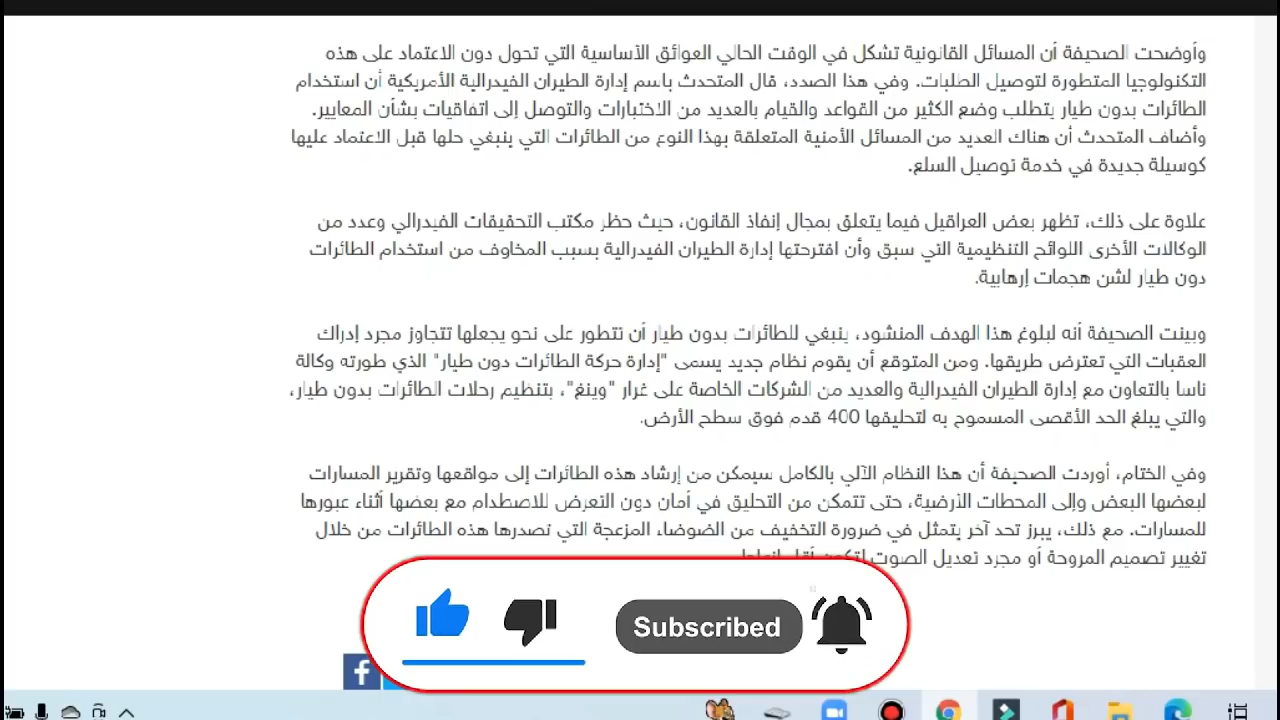 وأوضحت الصحيفة أن المسائل القانونية تشكل في الوقت الحالي العوائق الأساسية التي تحول دون الاعتماد على هذه
التكنولوجيا المتطورة لتوصيل الطلبات. وفي هذا الصدد، قال المتحدث باسم إدارة الطيران الفيدرالية الأمريكية أن استخدام
الطائرات بدون طيار يتطلب وضع الكثير من القواعد والقيام بالعديد من الاختبارات والتوصل إلى اتفاقيات بشأن المعايير.
وأضاف المتحدث أن هناك العديد من المسائل الأمنية المتعلقة بهذا النوع من الطائرات التي ينبغي حلها قبل الاعتماد عليها
كوسيلة جديدة في خدمة توصيل السلع.
علاوة على ذلك، تظهر بعض العراقيل فيما يتعلق بمجال إنفاذ القانون، حيث حظر مكتب التحقيقات الفيدرالي وعدد من
الوكالات الأخرى اللوائح التنظيمية التي سبق وأن اقترحتها إدارة الطيران الفيدرالية بسبب المخاوف من استخدام الطائرات
دون طيار لشن هجمات إرهابية.
وبينت الصحيفة أنه لبلوغ هذا الهدف المنشود، ينبغي للطائرات بدون طيار أن تتطور على نحو يجعلها تتجاوز مجرد إدراك
العقبات التي تعترض طريقها. ومن المتوقع أن يقوم نظام جديد يسمى "إدارة حركة الطائرات دون طيار" الذي طورته وكالة
ناسا بالتعاون مع إدارة الطيران الفيدرالية والعديد من الشركات الخاصة على غرار "وينغ"، بتنظيم رحلات الطائرات بدون طيار،
والتي يبلغ الحد الأقصى المسموح به لتحليقها 400 قدم فوق سطح الأرض.
وفي الختام، أوردت الصحيفة أن هذا النظام الآلي بالكامل سيمكن من إرشاد هذه الطائرات إلى مواقعها وتقرير المسارات
لبعضها البعض وإلى المحطات الأرضية، حتى تتمكن من التحليق في أمان دون التعرض للاصطدام مع بعضها أثناء عبورها
للمسارات. مع ذلك، يبرز تحد آخر يتمثل في ضرورة التخفيف من الضوضاء المزعجة التي تصدرها هذه الطائرات من خلال
تغيير تصميم المروحة أو مجرد تعديل الصوت
Subscribed